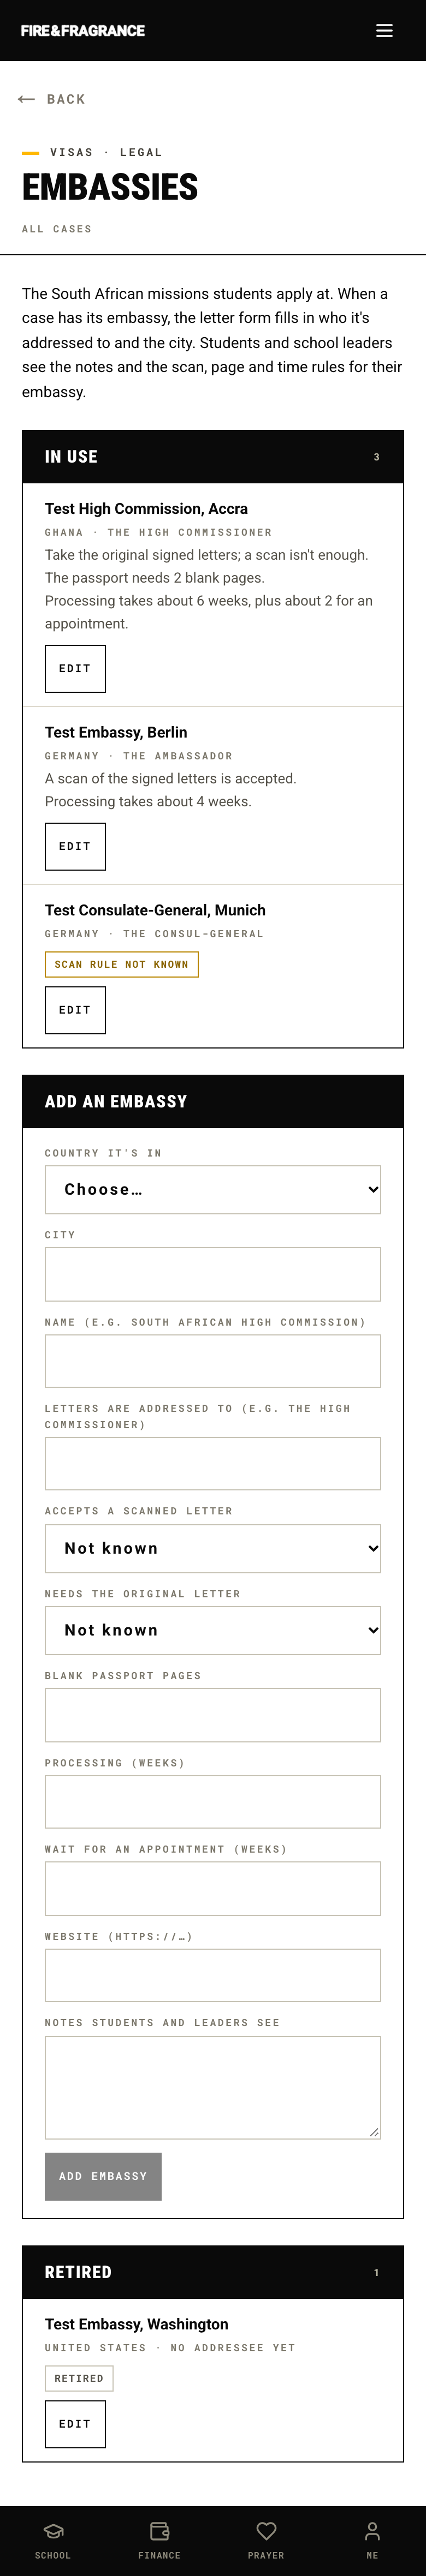 FIRE&FRAGRANCE
← BACK
VISAS · LEGAL
EMBASSIES
ALL CASES
The South African missions students apply at. When a
case has its embassy, the letter form fills in who it's
addressed to and the city. Students and school leaders
see the notes and the scan, page and time rules for their
embassy.
IN USE 3
Test High Commission, Accra
GHANA · THE HIGH COMMISSIONER
Take the original signed letters; a scan isn't enough.
The passport needs 2 blank pages.
Processing takes about 6 weeks, plus about 2 for an
appointment.
EDIT
Test Embassy, Berlin
GERMANY · THE AMBASSADOR
A scan of the signed letters is accepted.
Processing takes about 4 weeks.
EDIT
Test Consulate-General, Munich
GERMANY · THE CONSUL-GENERAL
SCAN RULE NOT KNOWN
EDIT
ADD AN EMBASSY
COUNTRY IT'S IN
Choose…
CITY
NAME (E.G. SOUTH AFRICAN HIGH COMMISSION)
LETTERS ARE ADDRESSED TO (E.G. THE HIGH
COMMISSIONER)
ACCEPTS A SCANNED LETTER
Not known
NEEDS THE ORIGINAL LETTER
Not known
BLANK PASSPORT PAGES
PROCESSING (WEEKS)
WAIT FOR AN APPOINTMENT (WEEKS)
WEBSITE (HTTPS://…)
NOTES STUDENTS AND LEADERS SEE
ADD EMBASSY
RETIRED 1
Test Embassy, Washington
UNITED STATES · NO ADDRESSEE YET
RETIRED
EDIT
SCHOOL FINANCE PRAYER ME